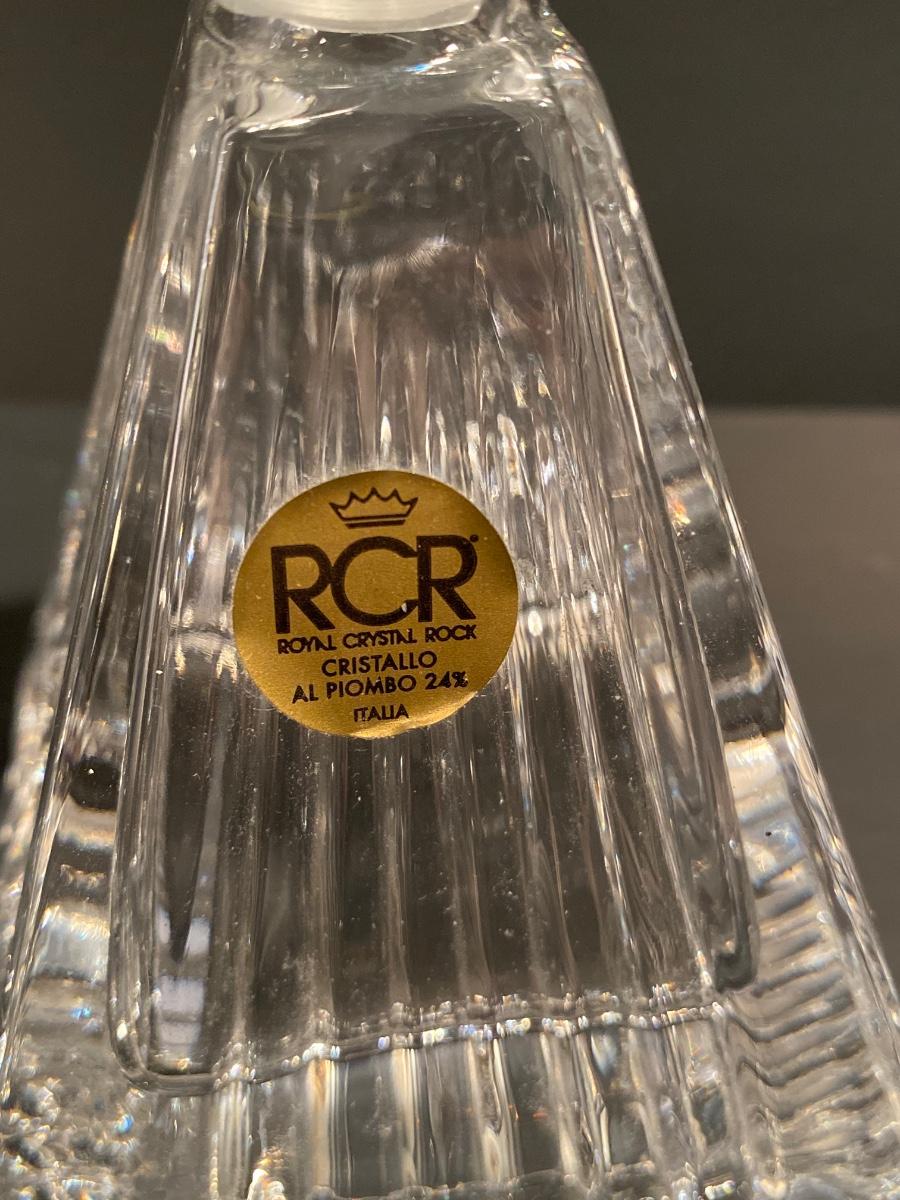 RCR®
ROYAL CRYSTAL ROCK
CRISTALLO
AL PIOMBO 24%
ITALIA